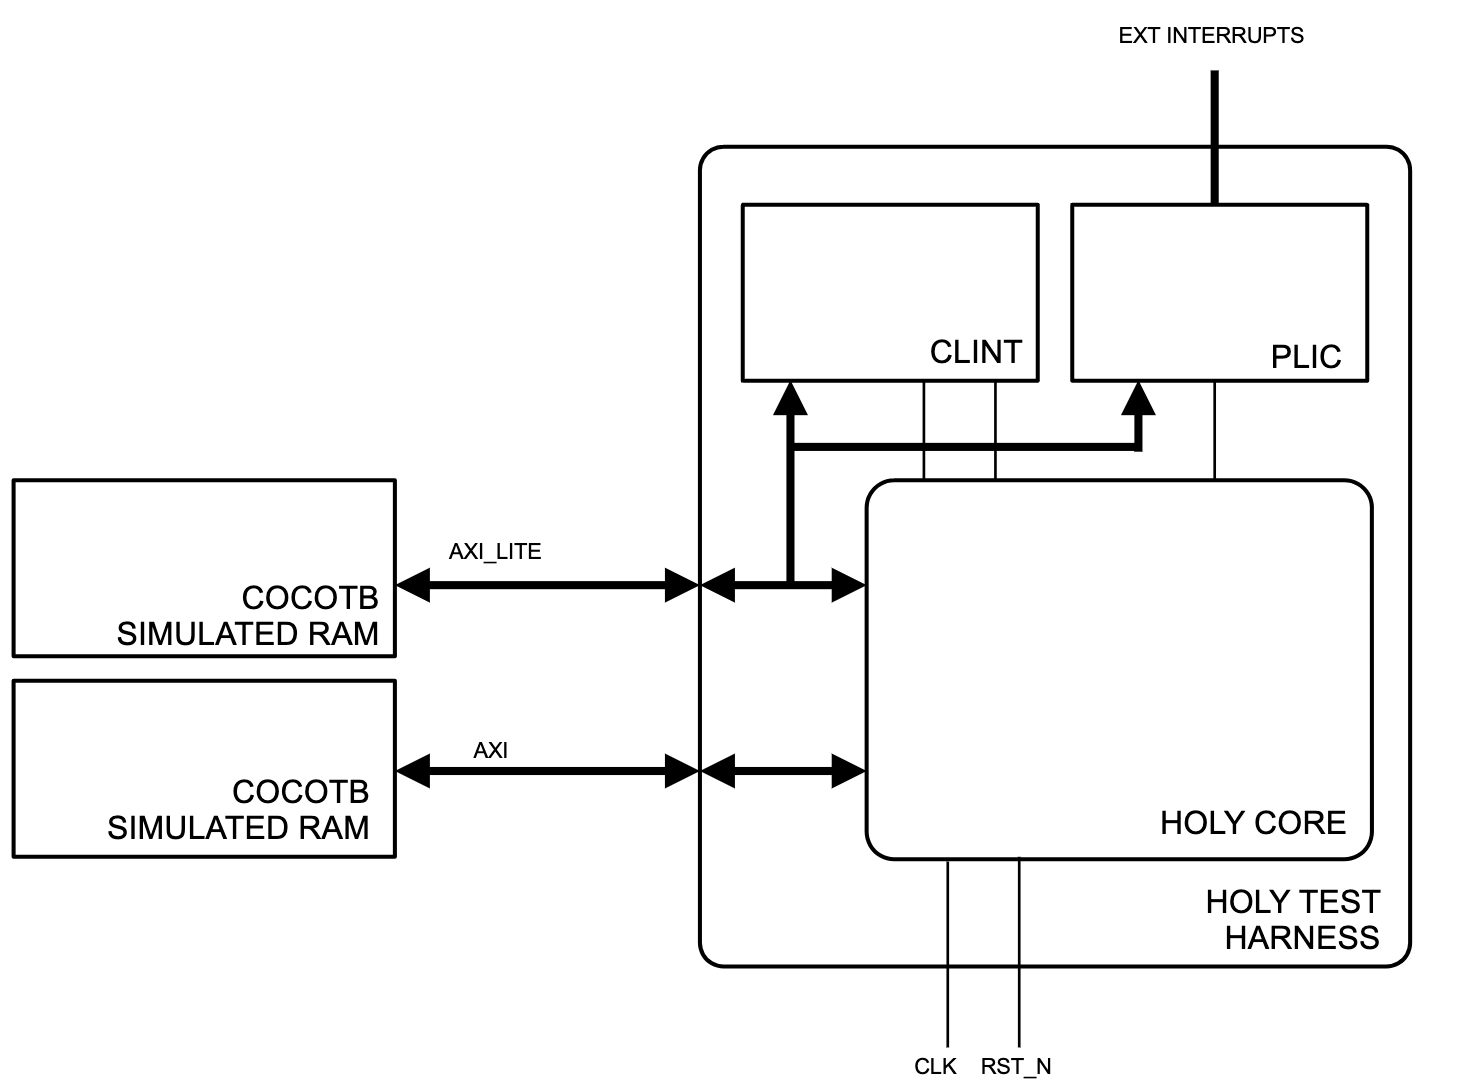 EXT INTERRUPTS
CLINT
PLIC
AXI_LITE
COCOTB
SIMULATED RAM
AXI
COCOTB
SIMULATED RAM
HOLY CORE
HOLY TEST
HARNESS
CLK
RST_N